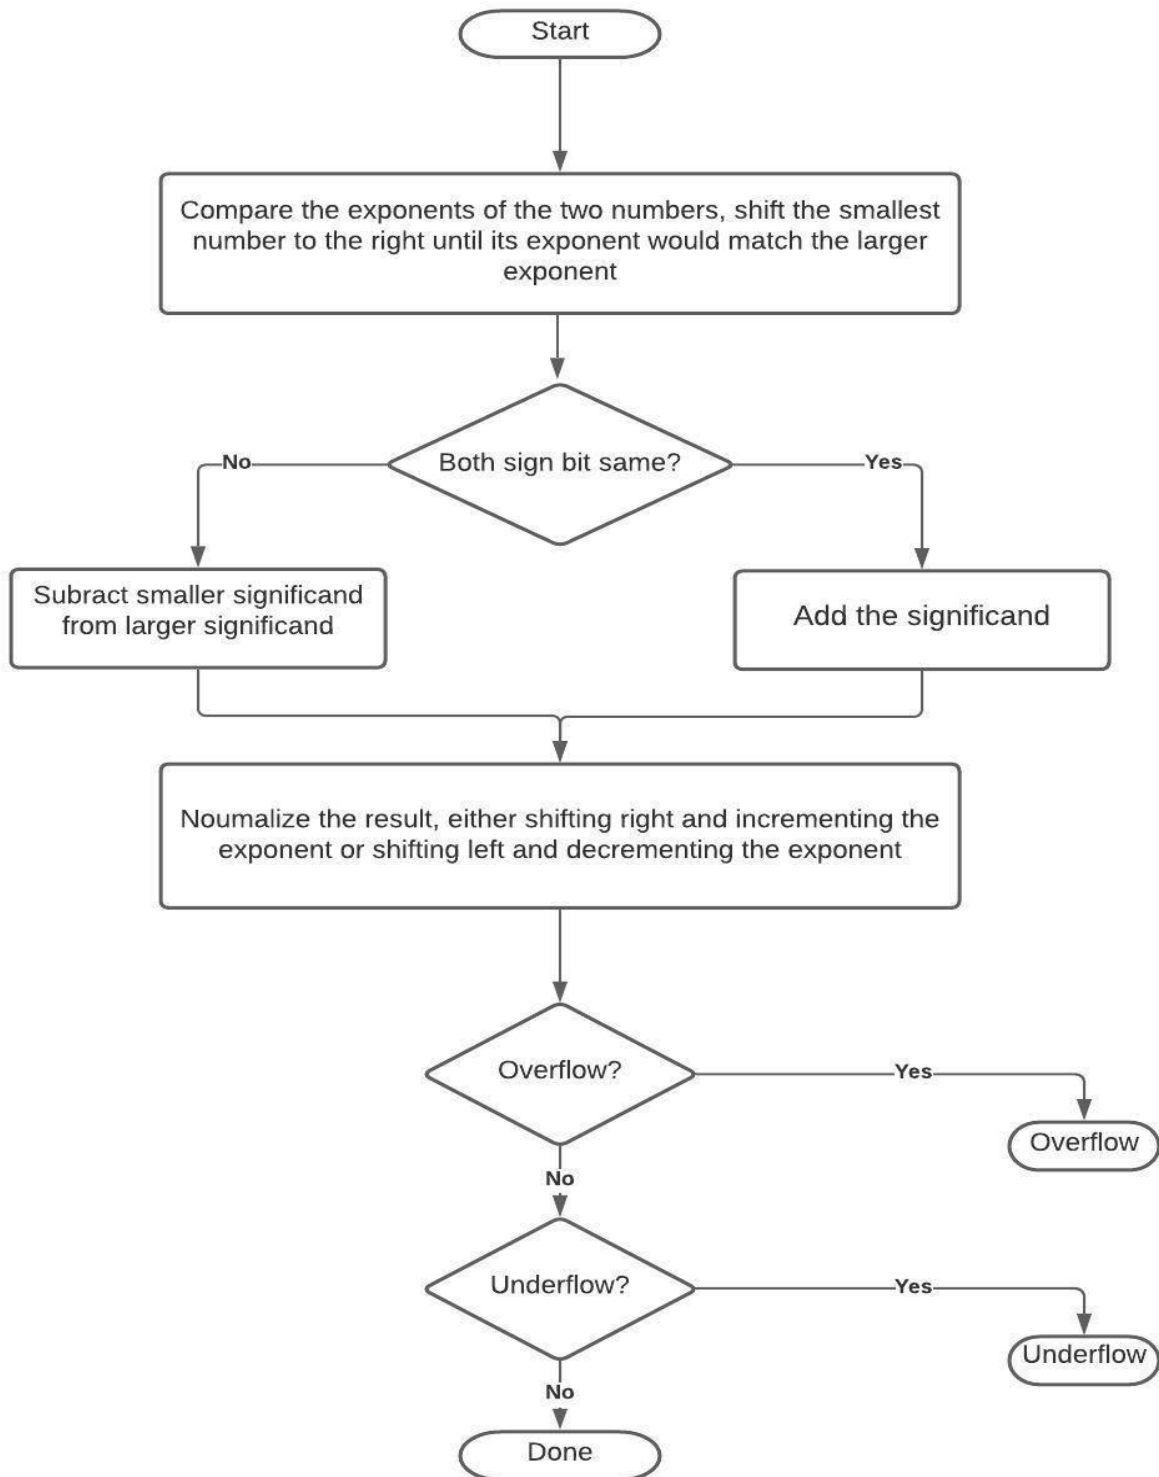 Start
Compare the exponents of the two numbers, shift the smallest
number to the right until its exponent would match the larger
exponent
Both sign bit same?
No
Yes
Subract smaller significand
from larger significand
Add the significand
Noumalize the result, either shifting right and incrementing the
exponent or shifting left and decrementing the exponent
Overflow?
Yes
Overflow
No
Underflow?
Yes
Underflow
No
Done